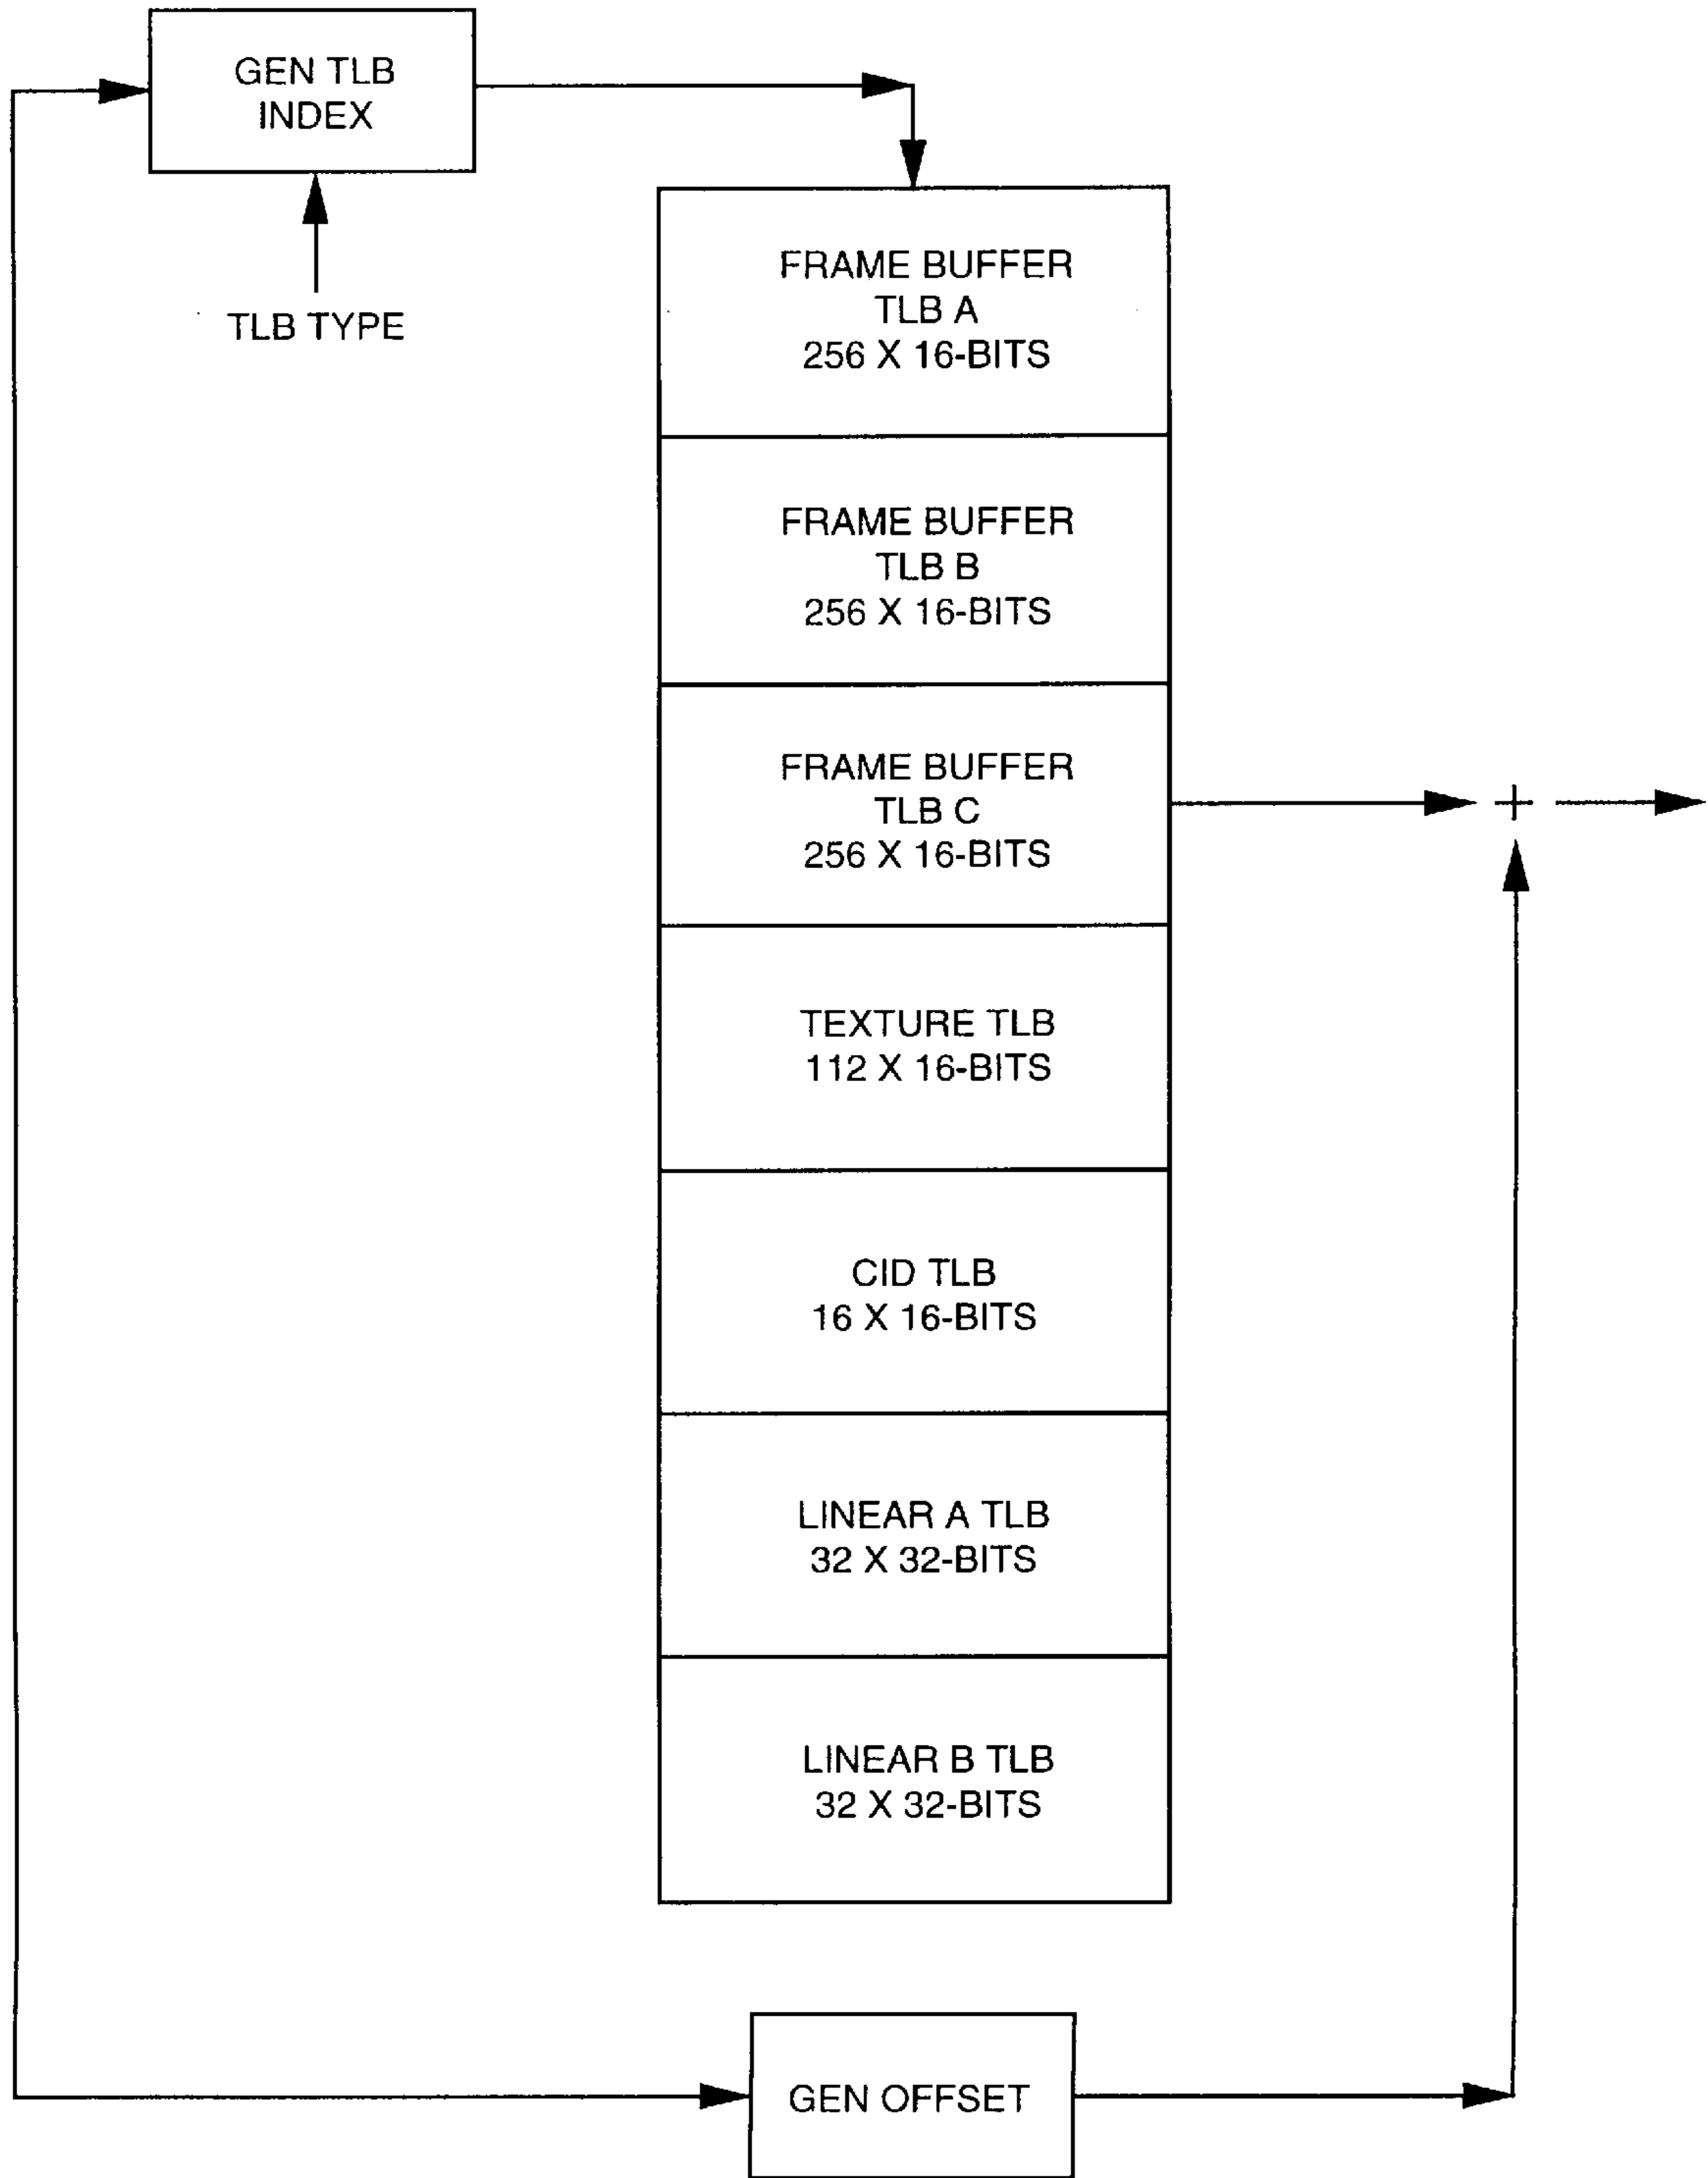 GEN TLB
INDEX
TLB TYPE
FRAME BUFFER
TLB A
256 X 16-BITS
FRAME BUFFER
TLB B
256 X 16-BITS
FRAME BUFFER
TLB C
256 X 16-BITS
+
TEXTURE TLB
112 X 16-BITS
CID TLB
16 X 16-BITS
LINEAR A TLB
32 X 32-BITS
LINEAR B TLB
32 X 32-BITS
GEN OFFSET